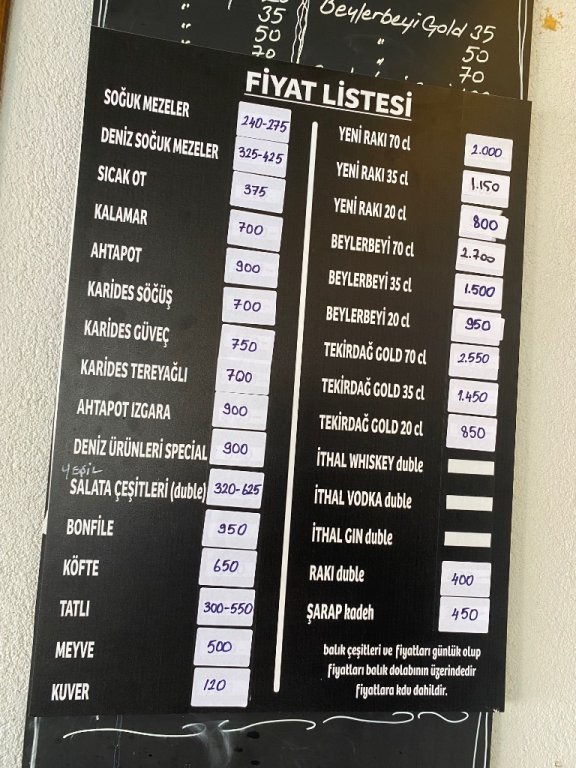 35
50
70
Beylerbeyi Gold 35
" 50
" 70
FİYAT LİSTESİ
SOĞUK MEZELER 240-275
DENİZ SOĞUK MEZELER 325-425
SICAK OT 375
KALAMAR 700
AHTAPOT 900
KARİDES SÖĞÜŞ 700
KARİDES GÜVEÇ 750
KARİDES TEREYAĞLI 700
AHTAPOT IZGARA 900
DENİZ ÜRÜNLERİ SPECIAL 900
YEŞİL
SALATA ÇEŞİTLERİ (duble) 320-625
BONFİLE 950
KÖFTE 650
TATLI 300-550
MEYVE 500
KUVER 120
YENİ RAKI 70 cl 2.000
YENİ RAKI 35 cl 1.150
YENİ RAKI 20 cl 800
BEYLERBEYİ 70 cl 2.700
BEYLERBEYİ 35 cl 1.500
BEYLERBEYİ 20 cl 950
TEKİRDAĞ GOLD 70 cl 2.550
TEKİRDAĞ GOLD 35 cl 1.450
TEKİRDAĞ GOLD 20 cl 850
İTHAL WHISKEY duble
İTHAL VODKA duble
İTHAL GIN duble
RAKI duble 400
ŞARAP kadeh 450
balık çeşitleri ve fiyatları günlük olup
fiyatları balık dolabının üzerindedir
fiyatlara kdv dahildir.